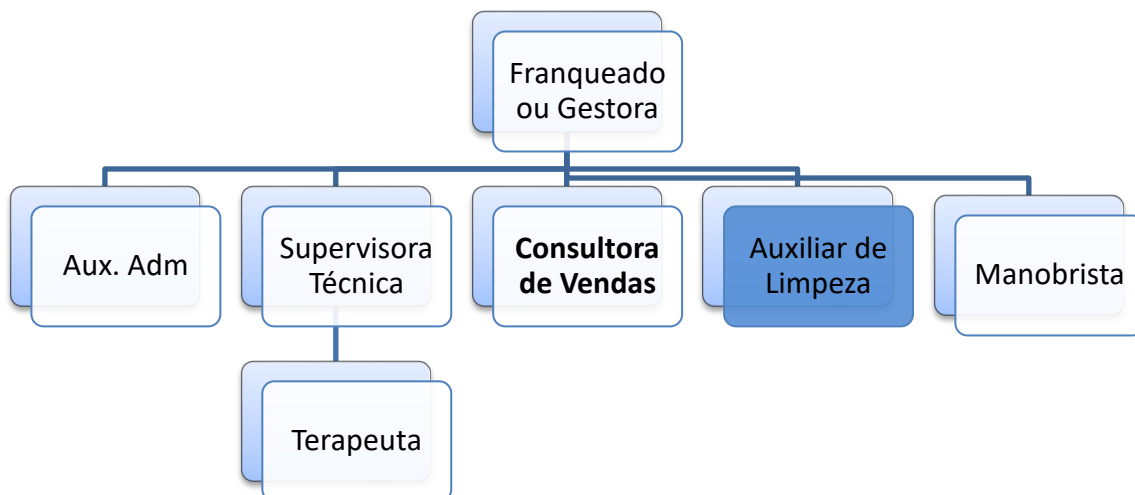 Franqueado
ou Gestora
Aux. Adm
Supervisora
Técnica
Consultora
de Vendas
Auxiliar de
Limpeza
Manobrista
Terapeuta